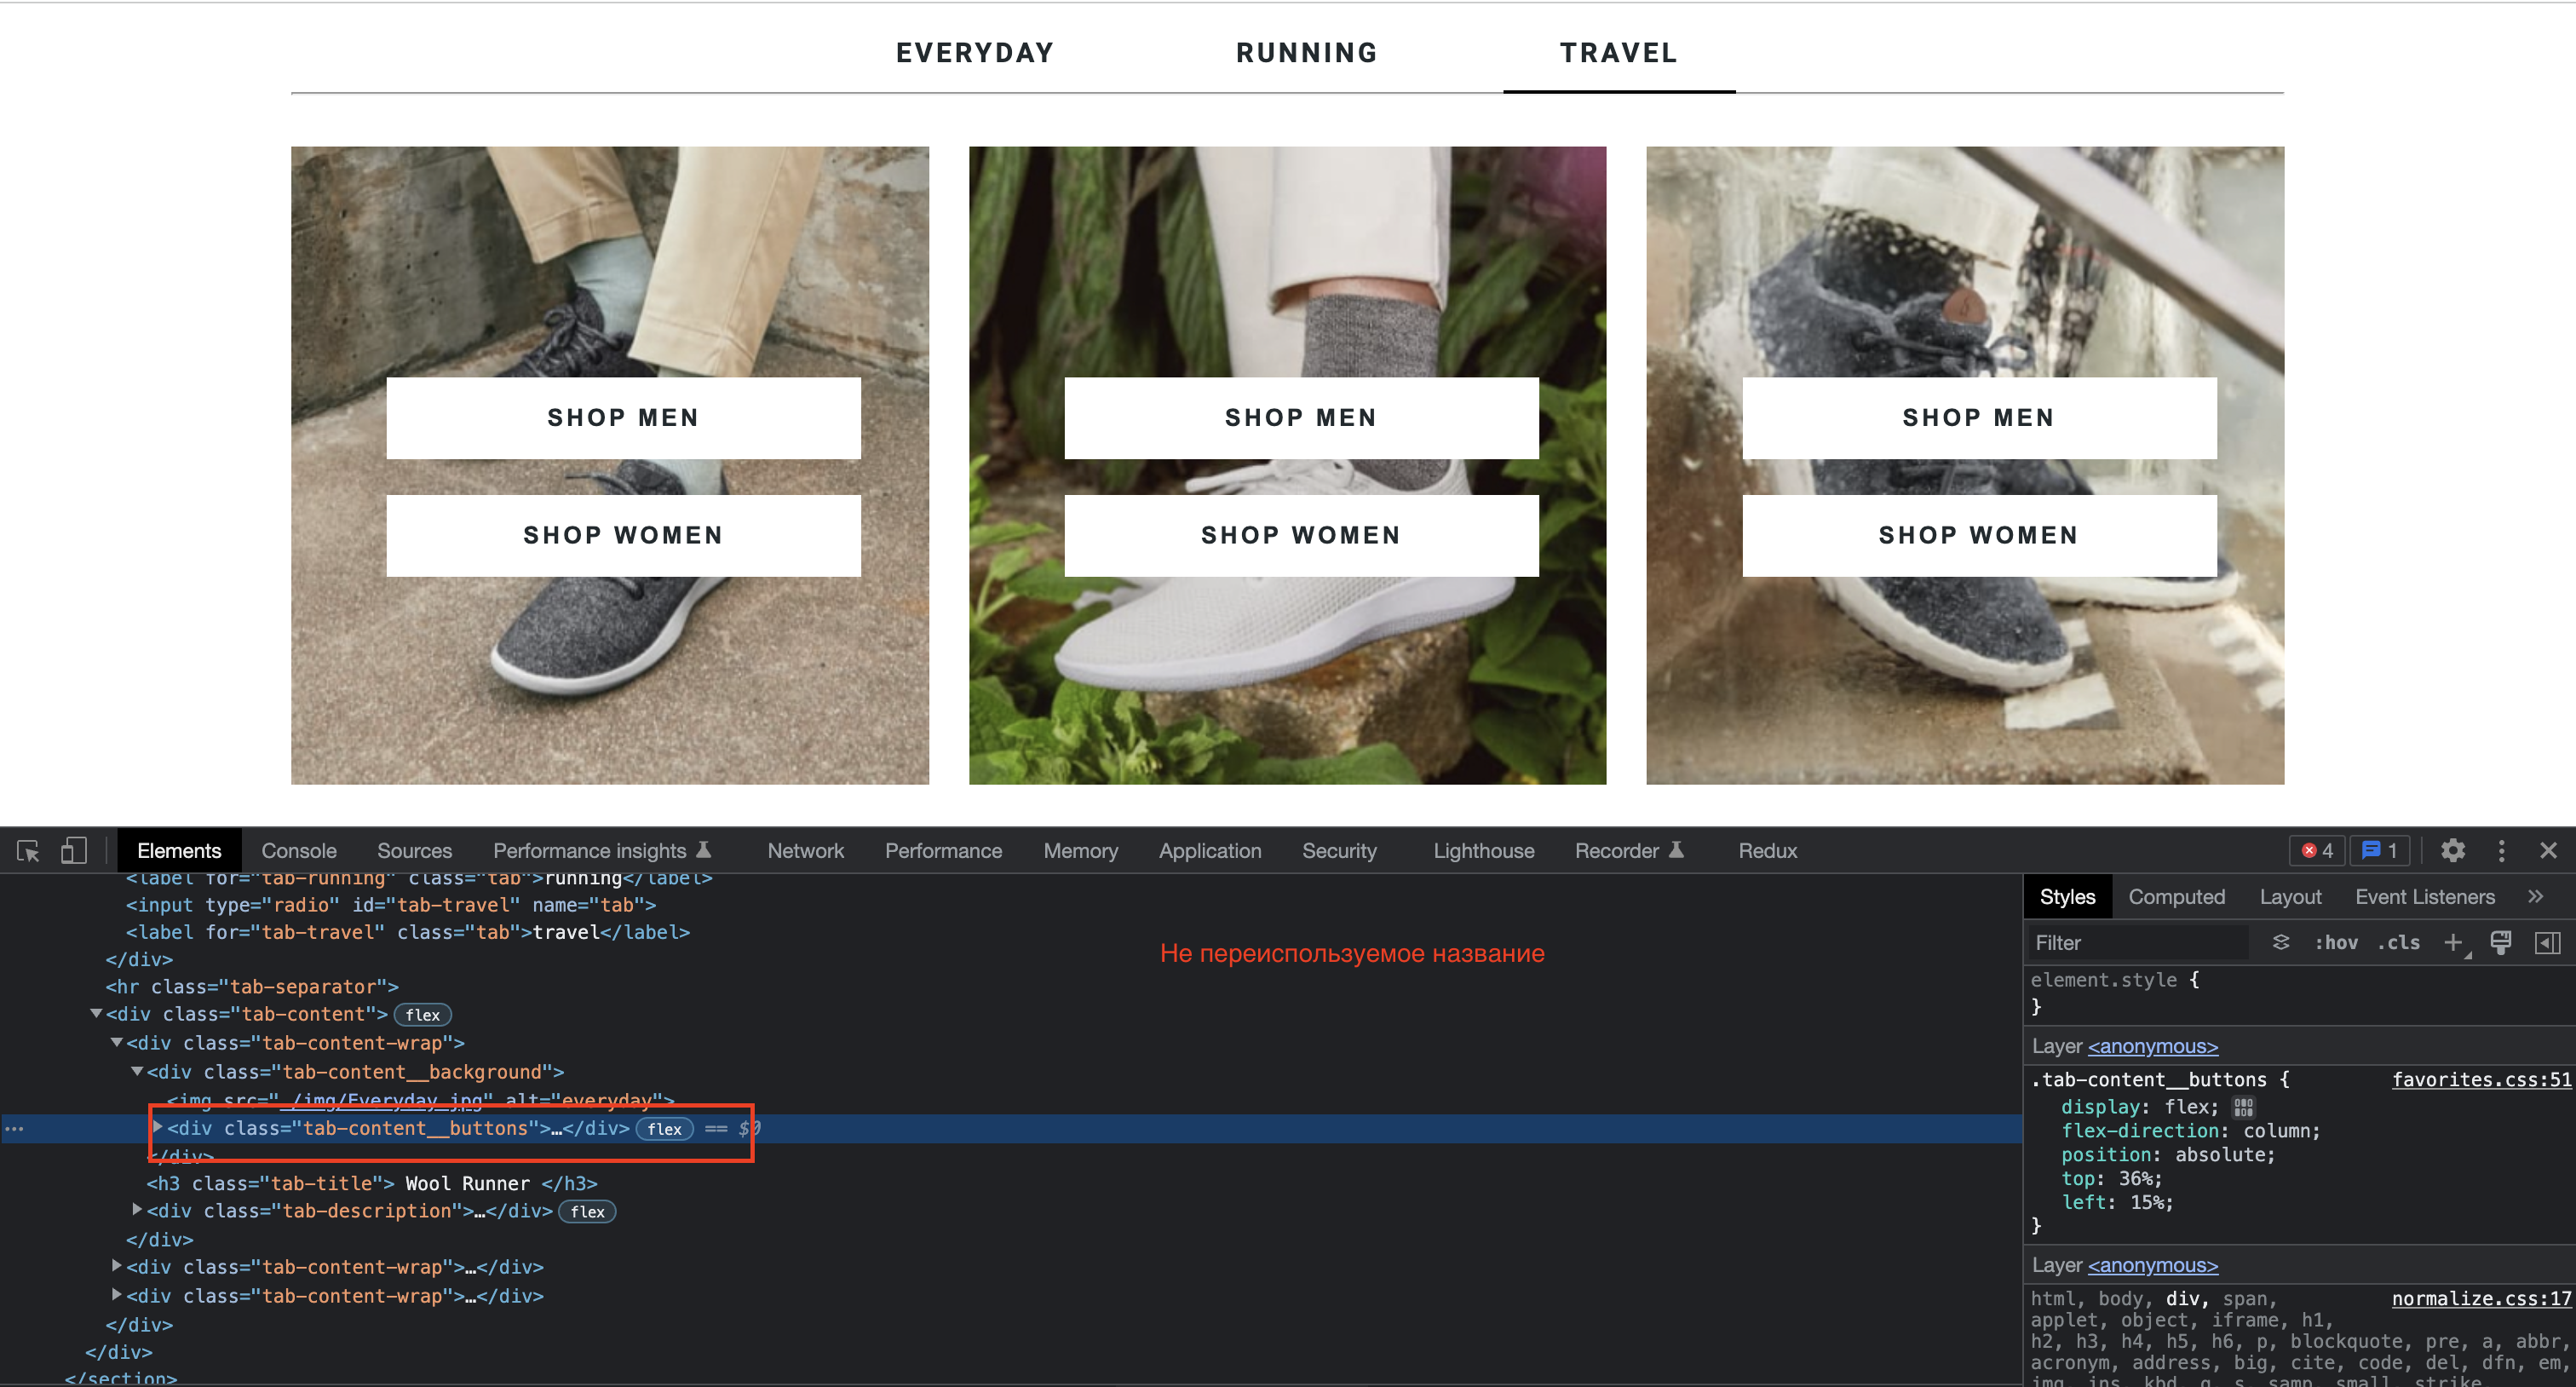 EVERYDAY RUNNING TRAVEL
SHOP MEN SHOP MEN SHOP MEN
SHOP WOMEN SHOP WOMEN SHOP WOMEN
Elements Console Sources Performance insights Network Performance Memory Application Security Lighthouse Recorder Redux 4 1
<label for="tab-running" class="tab">running</label>
<input type="radio" id="tab-travel" name="tab">
<label for="tab-travel" class="tab">travel</label>
</div>
<hr class="tab-separator">
<div class="tab-content"> flex
<div class="tab-content-wrap">
<div class="tab-content__background">
<img src="./img/Everyday.jpg" alt="everyday">
<div class="tab-content__buttons">…</div> flex == $0
</div>
<h3 class="tab-title"> Wool Runner </h3>
<div class="tab-description">…</div> flex
</div>
<div class="tab-content-wrap">…</div>
<div class="tab-content-wrap">…</div>
</div>
</div>
</section>
Не переиспользуемое название
Styles Computed Layout Event Listeners »
Filter :hov .cls +
element.style {
}
Layer <anonymous>
.tab-content__buttons { favorites.css:51
display: flex;
flex-direction: column;
position: absolute;
top: 36%;
left: 15%;
}
Layer <anonymous>
html, body, div, span, normalize.css:17
applet, object, iframe, h1,
h2, h3, h4, h5, h6, p, blockquote, pre, a, abbr,
acronym, address, big, cite, code, del, dfn, em,
img, ins, kbd, q, s, samp, small, strike,